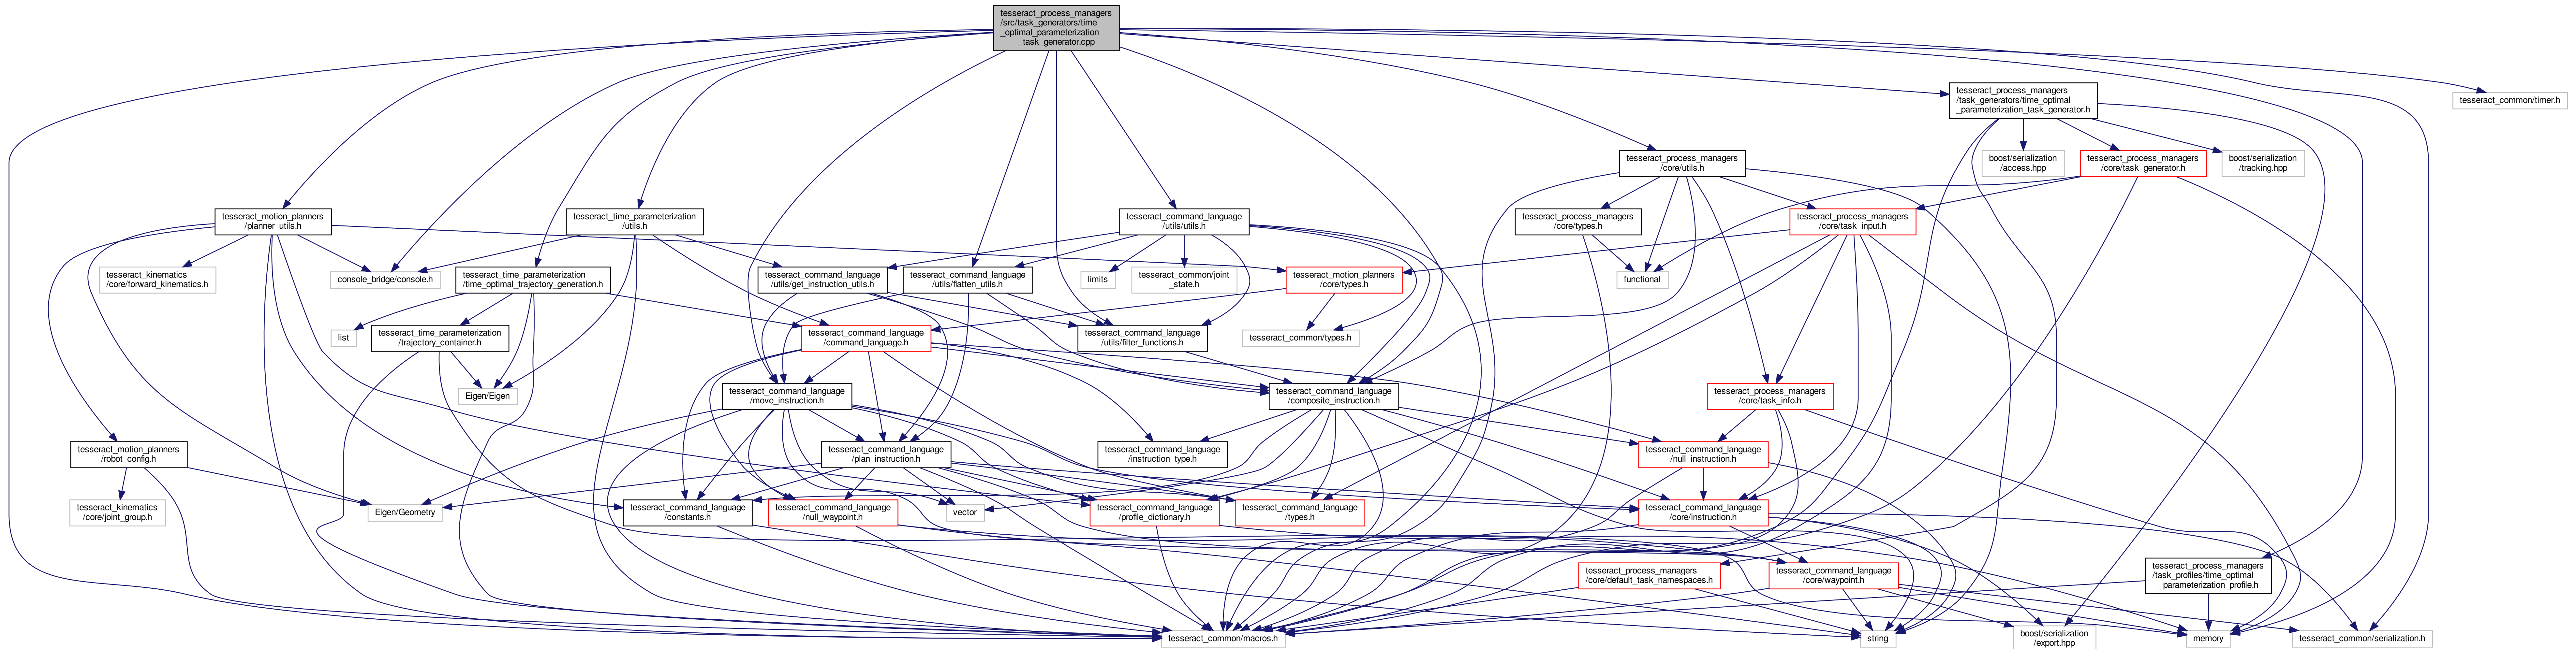 tesseract_process_managers
/src/task_generators/time
_optimal_parameterization
_task_generator.cpp
tesseract_process_managers
/task_generators/time_optimal
_parameterization_task_generator.h
tesseract_common/timer.h
tesseract_process_managers
/core/utils.h
boost/serialization
/access.hpp
tesseract_process_managers
/core/task_generator.h
boost/serialization
/tracking.hpp
tesseract_motion_planners
/planner_utils.h
tesseract_time_parameterization
/utils.h
tesseract_command_language
/utils/utils.h
tesseract_process_managers
/core/types.h
tesseract_process_managers
/core/task_input.h
tesseract_kinematics
/core/forward_kinematics.h
console_bridge/console.h
tesseract_time_parameterization
/time_optimal_trajectory_generation.h
tesseract_command_language
/utils/get_instruction_utils.h
tesseract_command_language
/utils/flatten_utils.h
limits
tesseract_common/joint
_state.h
tesseract_motion_planners
/core/types.h
functional
list
tesseract_time_parameterization
/trajectory_container.h
tesseract_command_language
/command_language.h
tesseract_command_language
/utils/filter_functions.h
tesseract_common/types.h
Eigen/Eigen
tesseract_command_language
/move_instruction.h
tesseract_command_language
/composite_instruction.h
tesseract_process_managers
/core/task_info.h
tesseract_motion_planners
/robot_config.h
tesseract_command_language
/plan_instruction.h
tesseract_command_language
/instruction_type.h
tesseract_command_language
/null_instruction.h
tesseract_kinematics
/core/joint_group.h
Eigen/Geometry
tesseract_command_language
/constants.h
tesseract_command_language
/null_waypoint.h
vector
tesseract_command_language
/profile_dictionary.h
tesseract_command_language
/types.h
tesseract_command_language
/core/instruction.h
tesseract_process_managers
/core/default_task_namespaces.h
tesseract_command_language
/core/waypoint.h
tesseract_process_managers
/task_profiles/time_optimal
_parameterization_profile.h
tesseract_common/macros.h
string
boost/serialization
/export.hpp
memory
tesseract_common/serialization.h